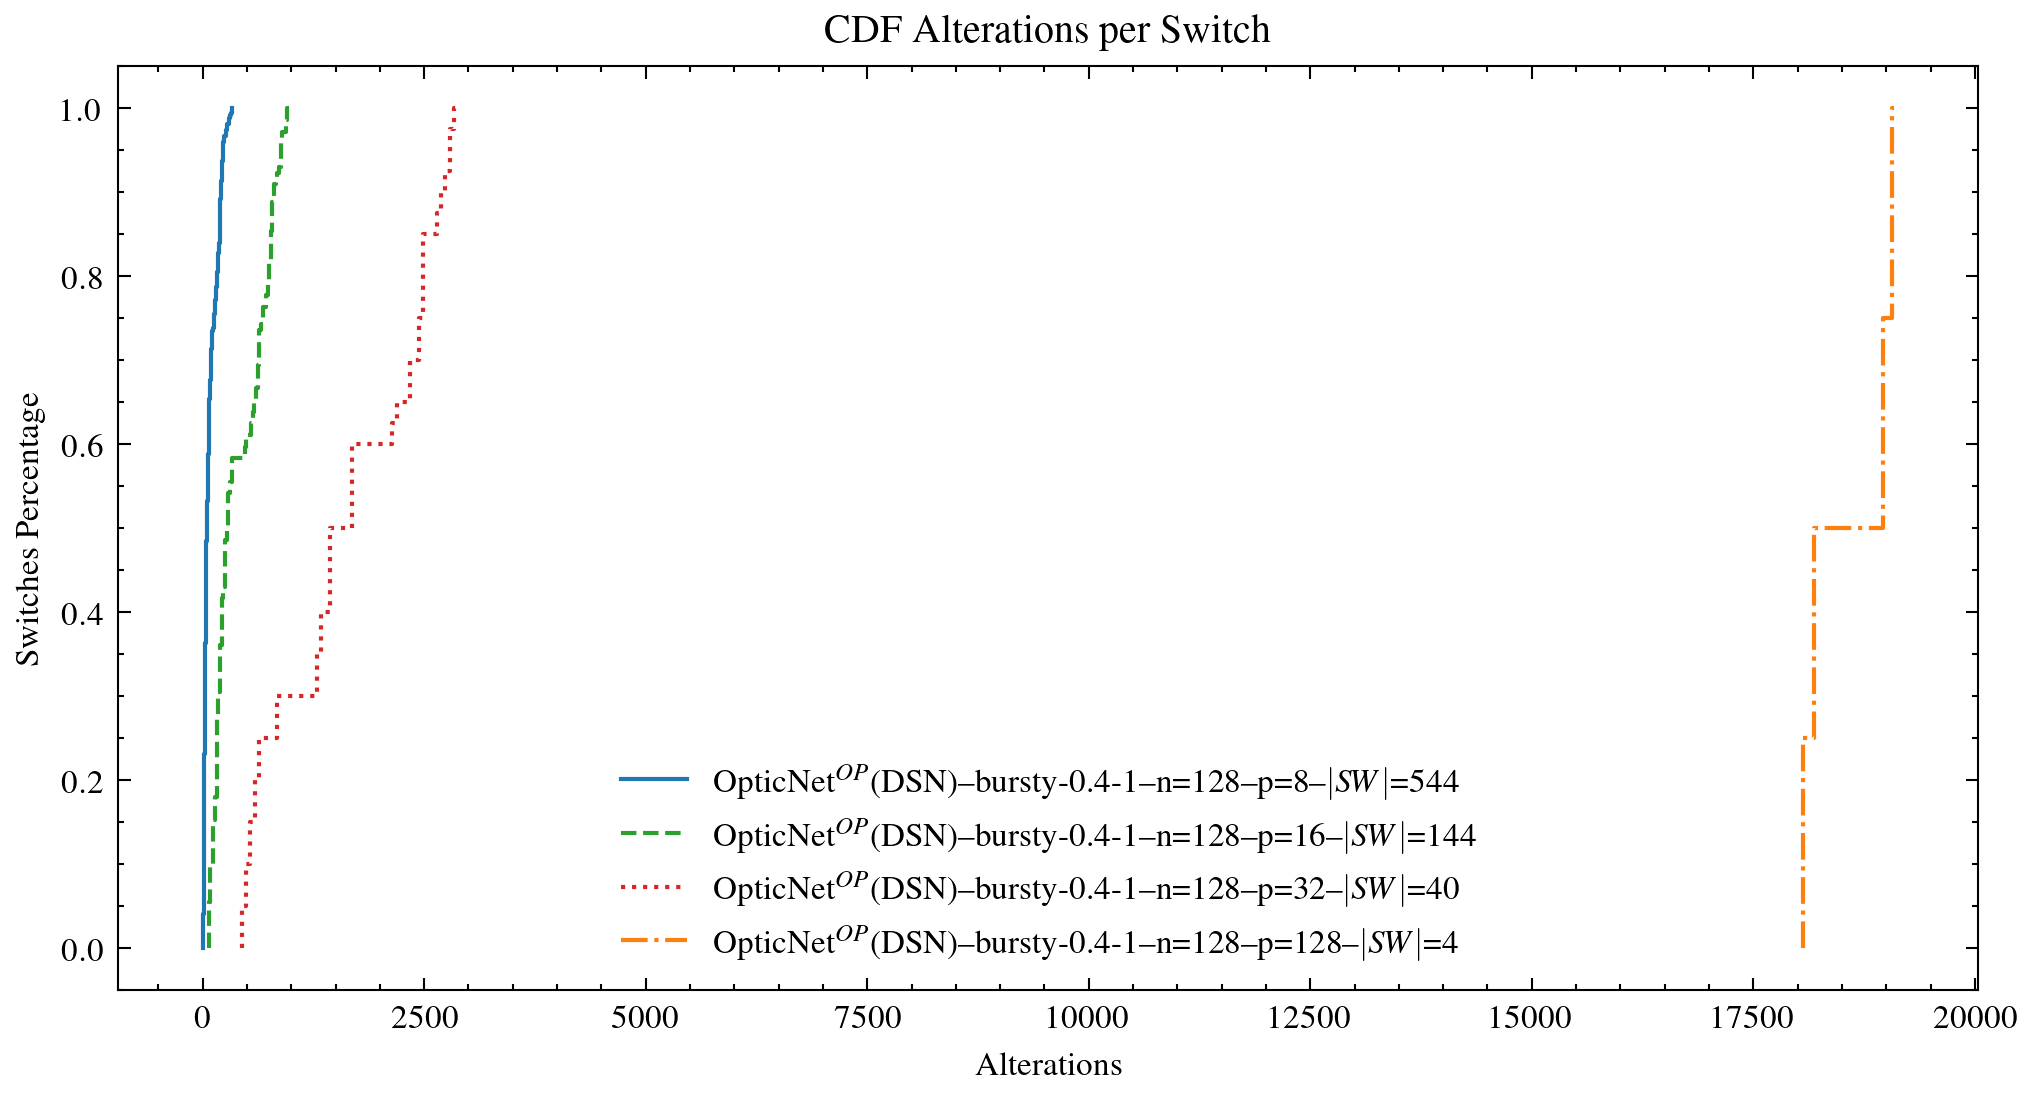 CDF Alterations per Switch
1.0
0.8
0.6
0.4
0.2
0.0
Switches Percentage
OpticNet^OP(DSN)–bursty-0.4-1–n=128–p=8–|SW|=544
OpticNet^OP(DSN)–bursty-0.4-1–n=128–p=16–|SW|=144
OpticNet^OP(DSN)–bursty-0.4-1–n=128–p=32–|SW|=40
OpticNet^OP(DSN)–bursty-0.4-1–n=128–p=128–|SW|=4
0 2500 5000 7500 10000 12500 15000 17500 20000
Alterations